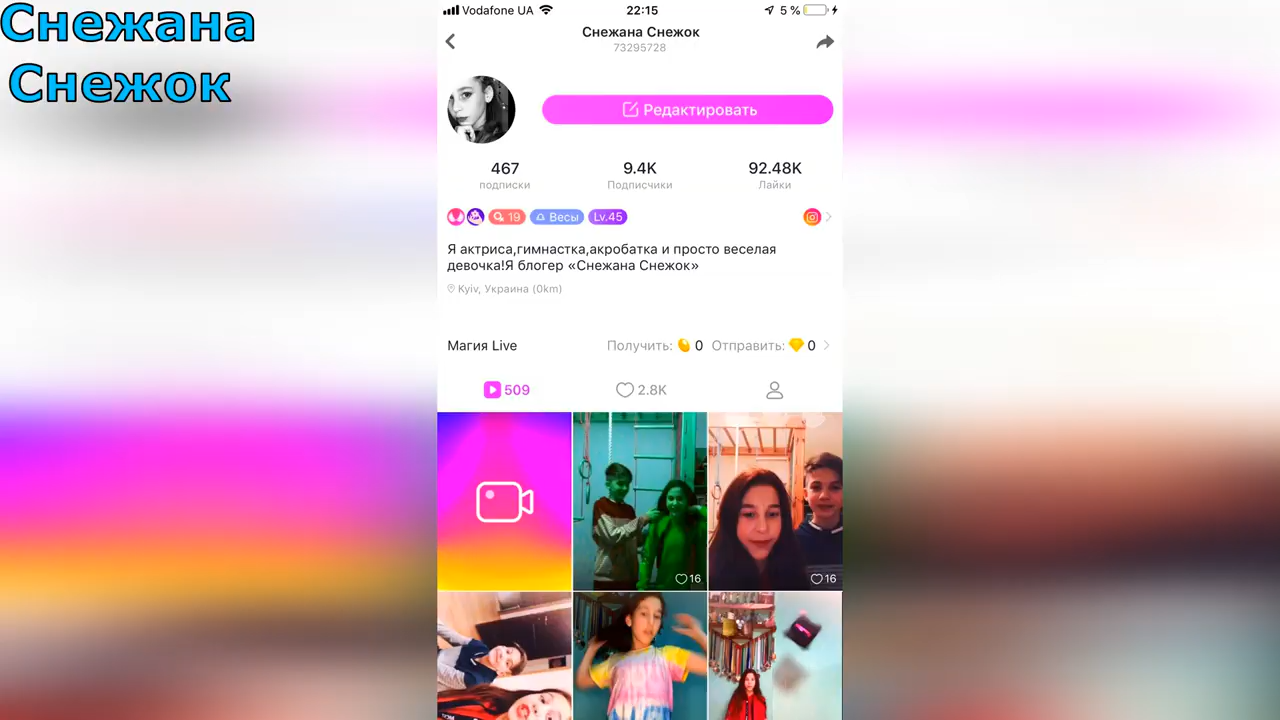 Снежана
Снежок
Vodafone UA
22:15
5 %
Снежана Снежок
73295728
Редактировать
467
9.4K
92.48K
подписки
Подписчики
Лайки
19
Весы
Lv.45
Я актриса,гимнастка,акробатка и просто веселая
девочка!Я блогер «Снежана Снежок»
Kyiv, Украина (0km)
Магия Live
Получить: 0 Отправить: 0
509
2.8K
16
16